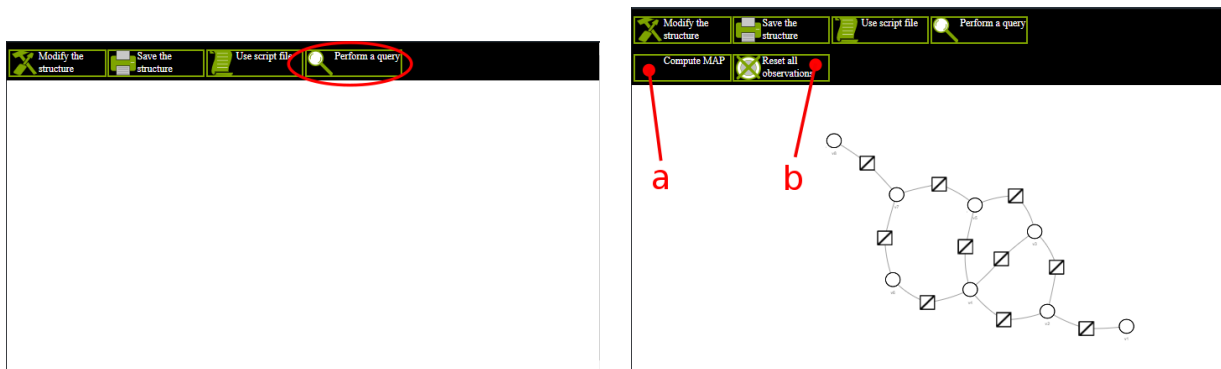 Modify the
structure
Save the
structure
Use script file
Perform a query
Modify the
structure
Save the
structure
Use script file
Perform a query
Compute MAP
Reset all
observations
a
b